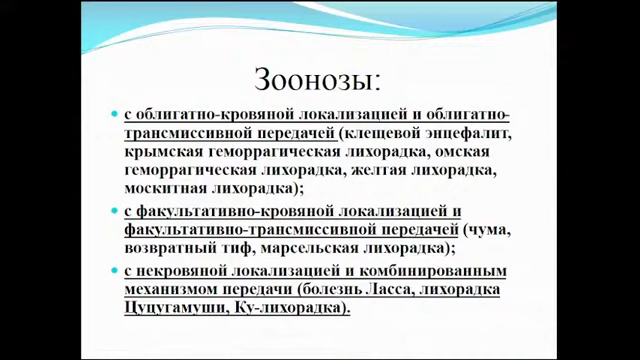 Зоонозы:
с облигатно-кровяной локализацией и облигатно-
трансмиссивной передачей (клещевой энцефалит,
крымская геморрагическая лихорадка, омская
геморрагическая лихорадка, желтая лихорадка,
москитная лихорадка);
с факультативно-кровяной локализацией и
факультативно-трансмиссивной передачей (чума,
возвратный тиф, марсельская лихорадка);
с некровяной локализацией и комбинированным
механизмом передачи (болезнь Ласса, лихорадка
Цуцугамуши, Ку-лихорадка).